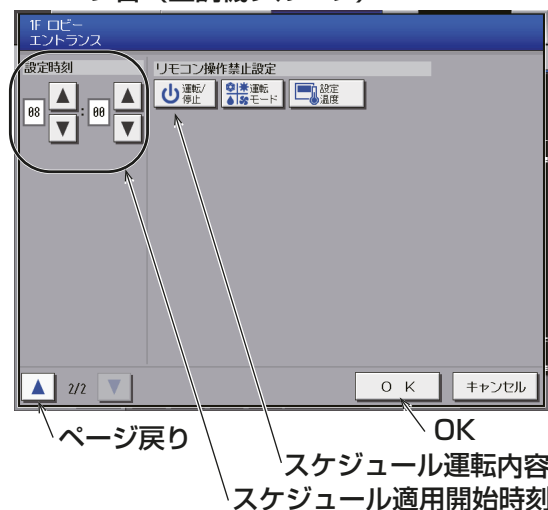 1F ロビー
エントランス
設定時刻
リモコン操作禁止設定
08 : 00
運転/停止
運転モード
設定温度
2/2
O K
キャンセル
ページ戻り
OK
スケジュール運転内容
スケジュール適用開始時刻